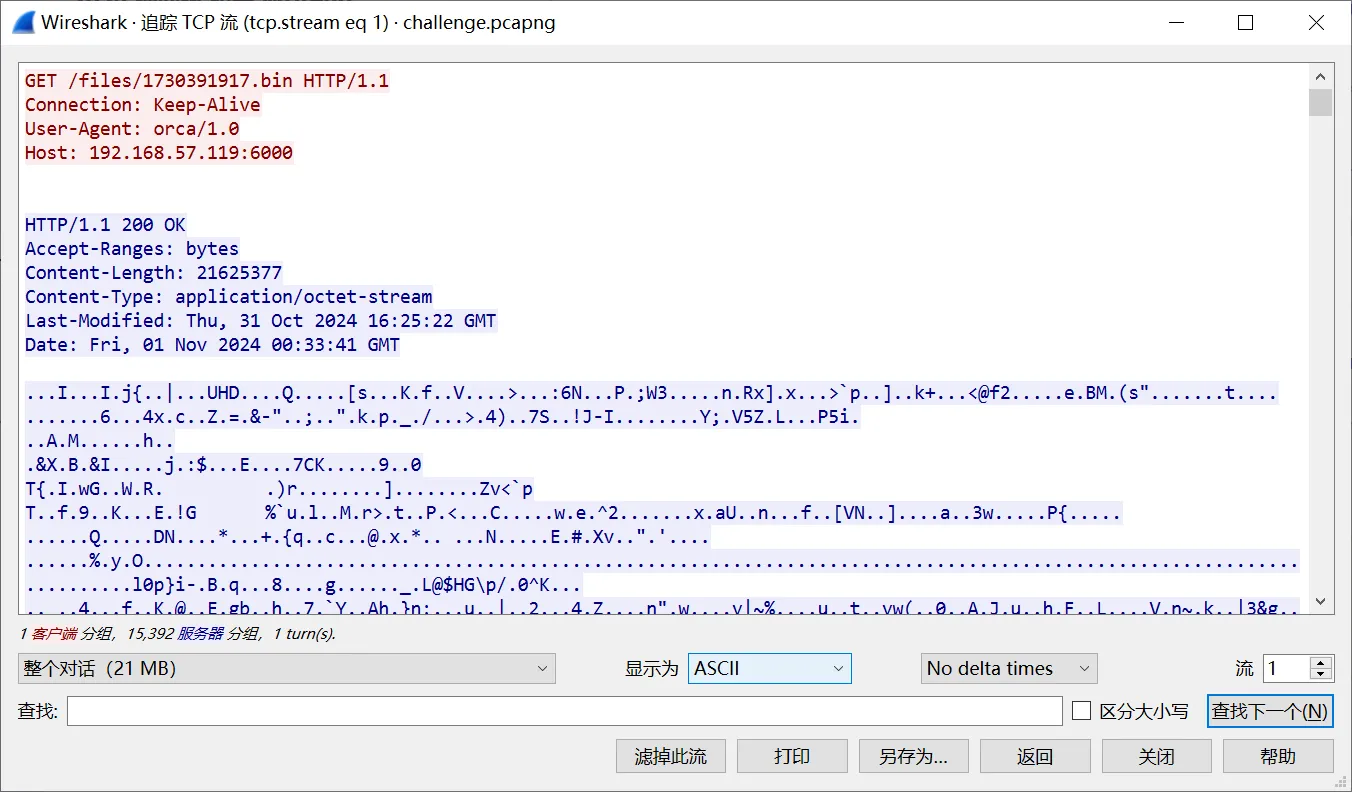 Wireshark · 追踪 TCP 流 (tcp.stream eq 1) · challenge.pcapng
GET /files/1730391917.bin HTTP/1.1
Connection: Keep-Alive
User-Agent: orca/1.0
Host: 192.168.57.119:6000
HTTP/1.1 200 OK
Accept-Ranges: bytes
Content-Length: 21625377
Content-Type: application/octet-stream
Last-Modified: Thu, 31 Oct 2024 16:25:22 GMT
Date: Fri, 01 Nov 2024 00:33:41 GMT
...I...I.j{..|...UHD....Q.....[s...K.f..V....>...:6N...P.;W3.....n.Rx].x...>`p..]..k+...<@f2.....e.BM.(s".......t....
........6...4x.c..Z.=.&-"..;..".k.p._./...>.4)..7S..!J-I........Y;.V5Z.L...P5i.
..A.M......h..
.&X.B.&I.....j.:$...E....7CK.....9..0
T{.I.wG..W.R. .)r........]........Zv<`p
T..f.9..K...E.!G %`u.l..M.r>.t..P.<...C.....w.e.^2.......x.aU..n...f..[VN..]....a..3w.....P{.....
......Q.....DN....*...+.{q..c...@.x.*.. ...N.....E.#.Xv..".'....
......%.y.O...........................................................................................................
..........l0p}i-.B.q...8....g......_.L@$HG\p/.0^K...
1 客户端 分组，15,392 服务器 分组，1 turn(s).
整个对话（21 MB） 显示为 ASCII No delta times 流 1
查找: 区分大小写 查找下一个(N)
滤掉此流 打印 另存为... 返回 关闭 帮助